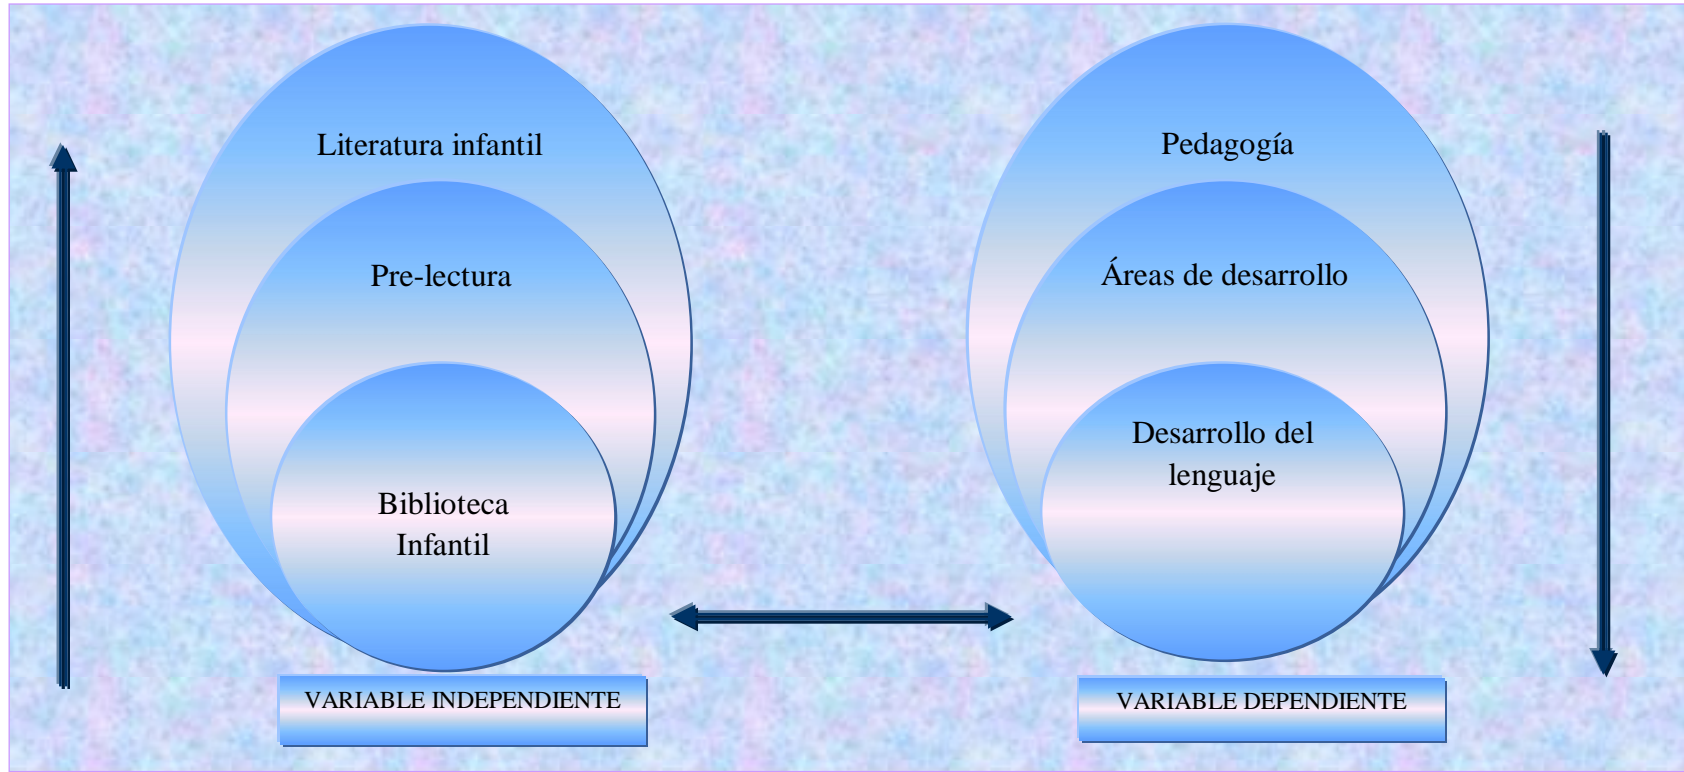 Literatura infantil
Pre-lectura
Biblioteca
Infantil
VARIABLE INDEPENDIENTE
Pedagogía
Áreas de desarrollo
Desarrollo del
lenguaje
VARIABLE DEPENDIENTE